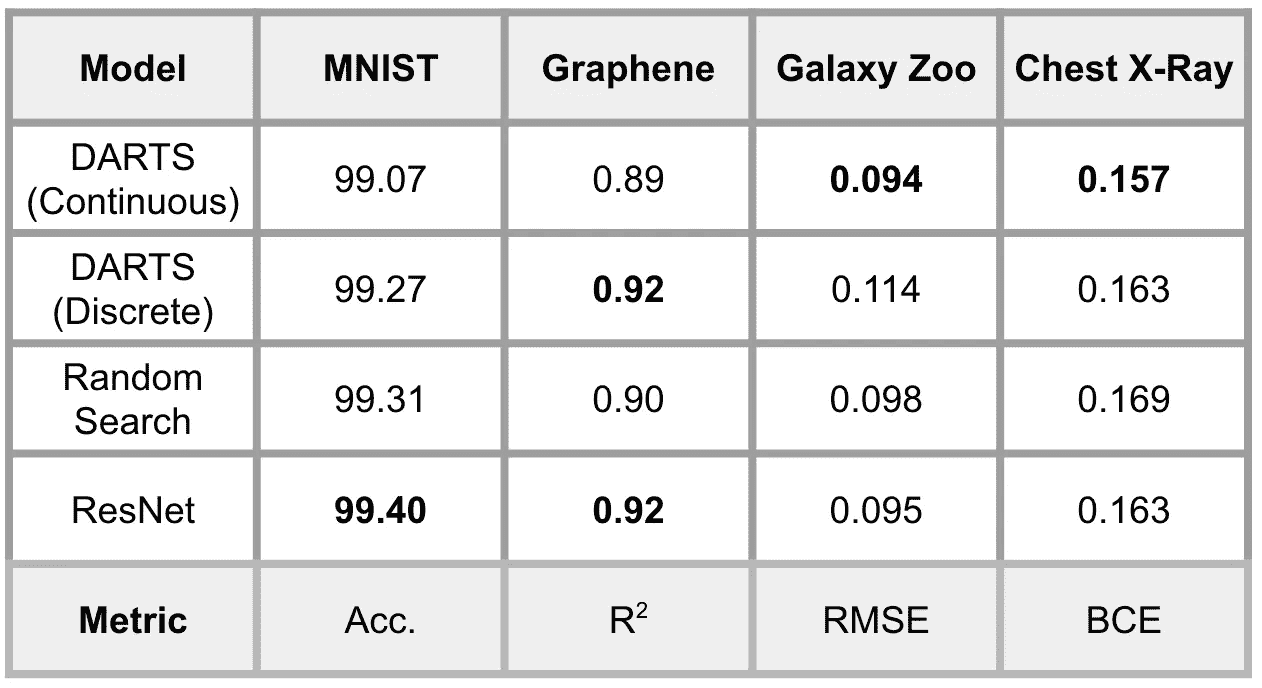 Model MNIST Graphene Galaxy Zoo Chest X-Ray
DARTS
(Continuous) 99.07 0.89 0.094 0.157
DARTS
(Discrete) 99.27 0.92 0.114 0.163
Random
Search 99.31 0.90 0.098 0.169
ResNet 99.40 0.92 0.095 0.163
Metric Acc. R² RMSE BCE